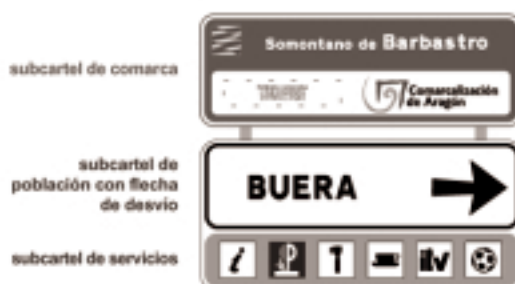 Somontano de Barbastro
subcartel de comarca
Comarcalización
de Aragón
subcartel de
población con flecha
de desvío
BUERA
subcartel de servicios
i